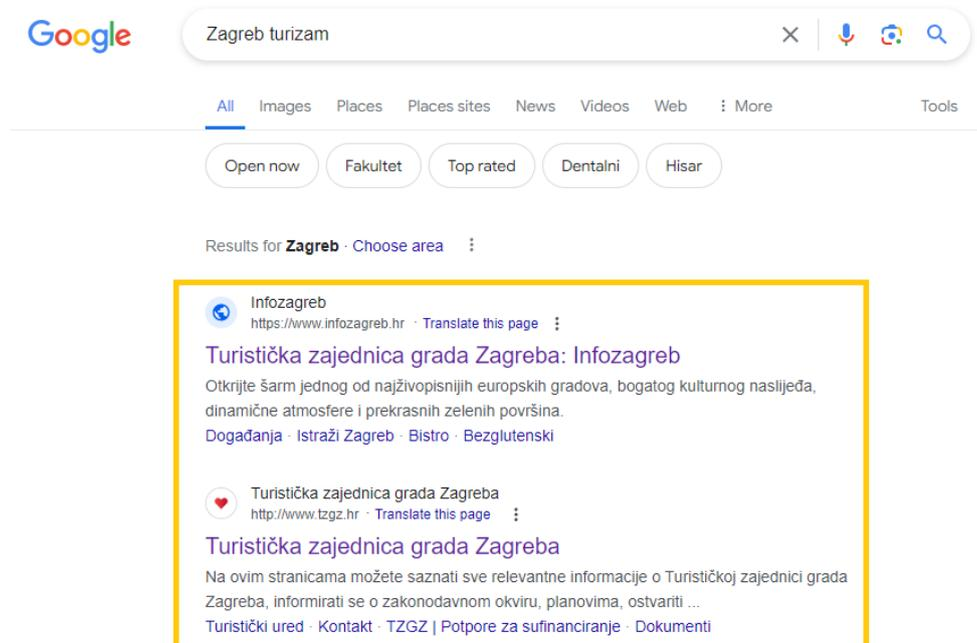 Google
Zagreb turizam
All Images Places Places sites News Videos Web More Tools
Open now Fakultet Top rated Dentalni Hisar
Results for Zagreb · Choose area
Infozagreb
https://www.infozagreb.hr · Translate this page
Turistička zajednica grada Zagreba: Infozagreb
Otkrijte šarm jednog od najživopisnijih europskih gradova, bogatog kulturnog naslijeđa,
dinamične atmosfere i prekrasnih zelenih površina.
Događanja · Istraži Zagreb · Bistro · Bezglutenski
Turistička zajednica grada Zagreba
http://www.tzgz.hr · Translate this page
Turistička zajednica grada Zagreba
Na ovim stranicama možete saznati sve relevantne informacije o Turističkoj zajednici grada
Zagreba, informirati se o zakonodavnom okviru, planovima, ostvariti ...
Turistički ured · Kontakt · TZGZ | Potpore za sufinanciranje · Dokumenti